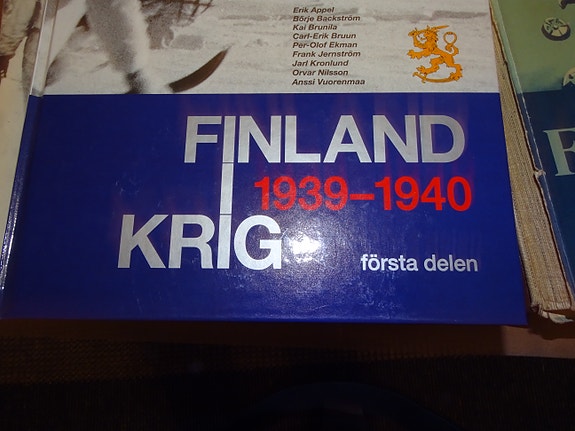 Erik Appel
Börje Backström
Kai Brunila
Carl-Erik Bruun
Per-Olof Ekman
Frank Jernström
Jarl Kronlund
Orvar Nilsson
Anssi Vuorenmaa
FINLAND
I
1939–1940
KRIG
första delen